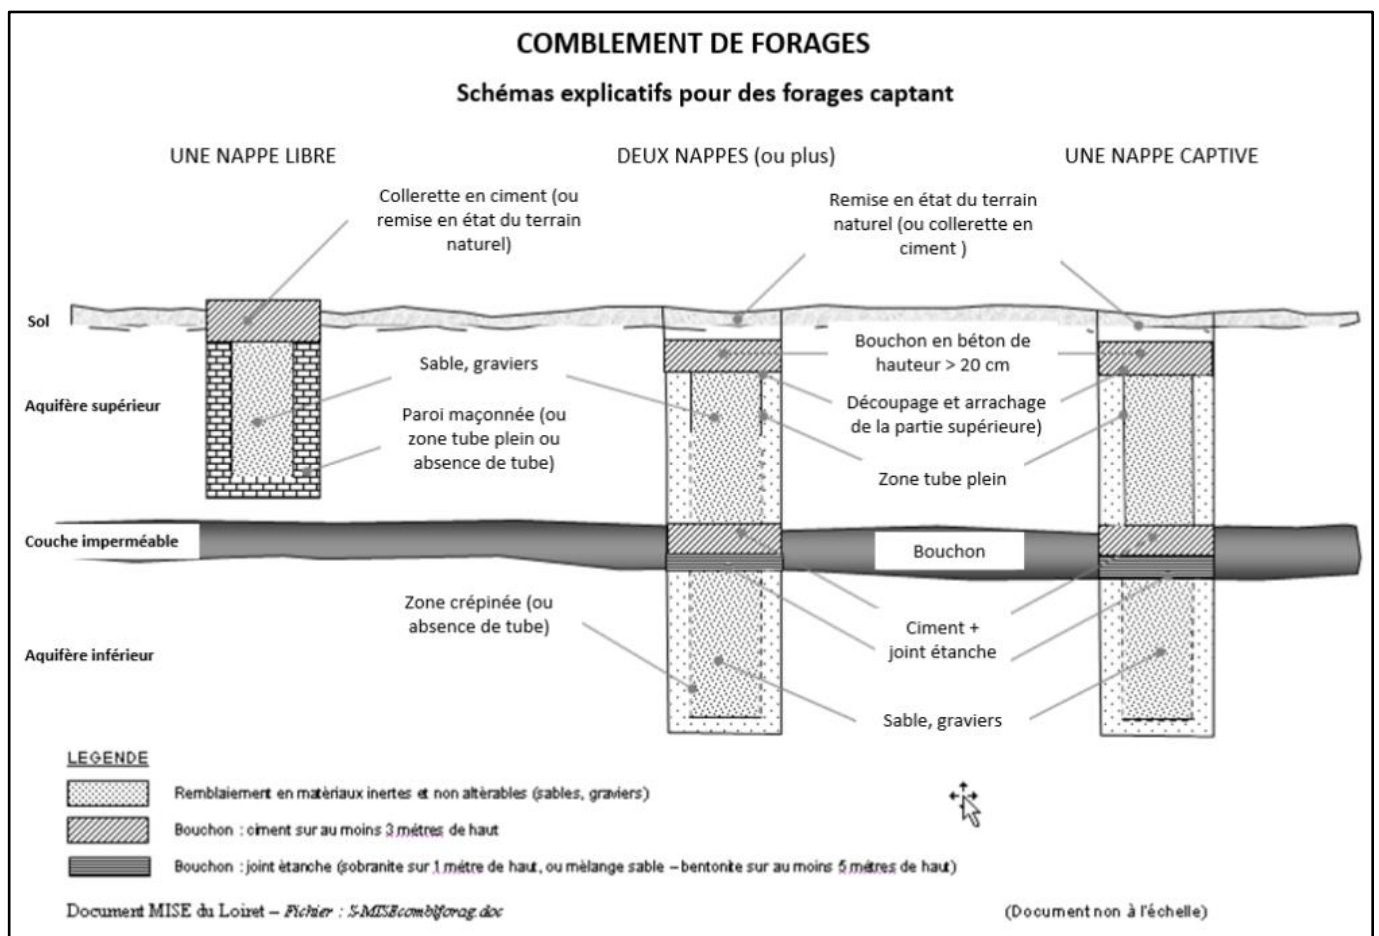 COMBLEMENT DE FORAGES
Schémas explicatifs pour des forages captant
UNE NAPPE LIBRE
DEUX NAPPES (ou plus)
UNE NAPPE CAPTIVE
Collerette en ciment (ou
remise en état du terrain
naturel)
Remise en état du terrain
naturel (ou collerette en
ciment )
Sol
Bouchon en béton de
hauteur > 20 cm
Sable, graviers
Aquifère supérieur
Découpage et arrachage
de la partie supérieure)
Paroi maçonnée (ou
zone tube plein ou
absence de tube)
Zone tube plein
Couche imperméable
Bouchon
Zone crépinée (ou
absence de tube)
Ciment +
joint étanche
Aquifère inférieur
Sable, graviers
LEGENDE
Remblaiement en matèriaux inertes et non altèrables (sables, graviers)
Bouchon : ciment sur au moins 3 mètres de haut
Bouchon : joint ètanche (sobranite sur 1 mètre de haut, ou mèlange sable – bentonite sur au moins 5 mètres de haut)
Document MISE du Loiret – Fichier : S-MISEcomblforag.doc
(Document non à l'échelle)